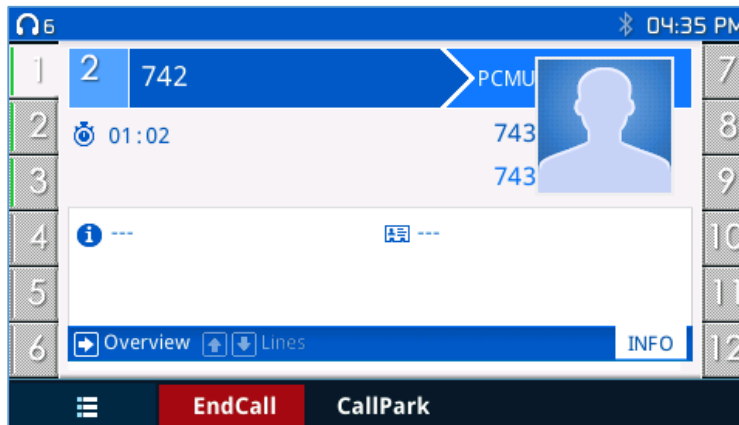 6 04:35 PM
1 2 742 PCMU 7
2 01:02 743 8
3 743 9
4 --- --- 10
5 11
6 Overview Lines INFO 12
EndCall CallPark